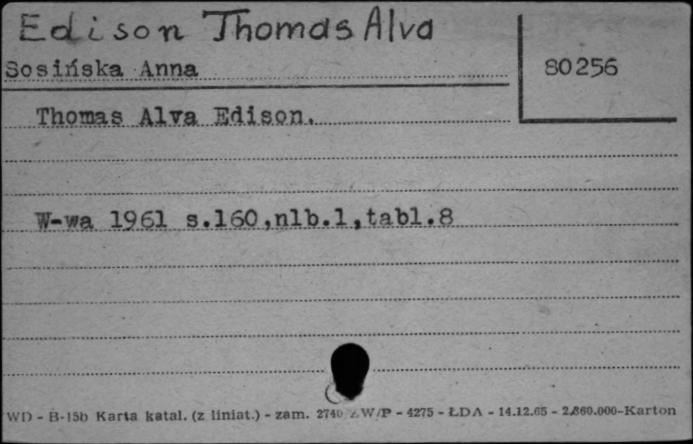 Edison Thomas Alva
Sosińska Anna
80256
Thomas Alva Edison.
W-wa 1961 s.160,nlb.1,tabl.8
WD - B-15b Karta katal. (z liniat.) - zam. 2740 ZW/P - 4275 - ŁDA - 14.12.65 - 2.860.000-Karton